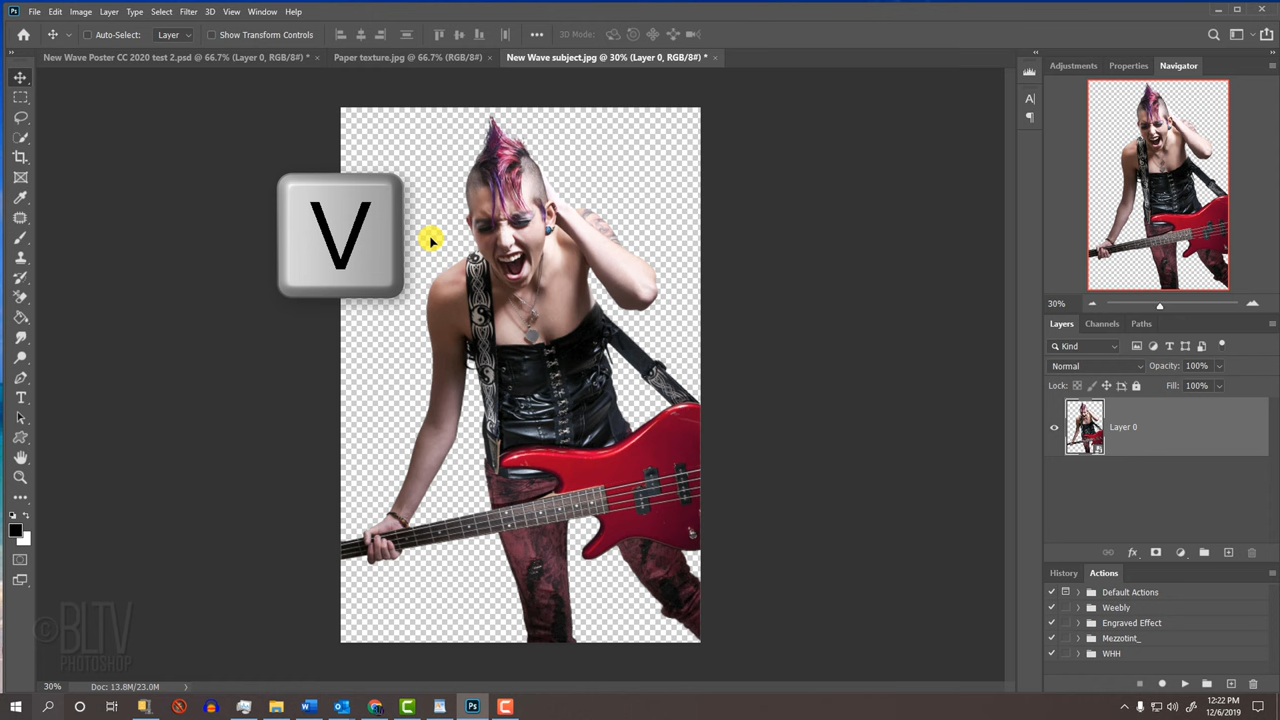 Ps File Edit Image Layer Type Select Filter 3D View Window Help
Auto-Select: Layer Show Transform Controls 3D Mode:
New Wave Poster CC 2020 test 2.psd @ 66.7% (Layer 0, RGB/8#) * × Paper texture.jpg @ 66.7% (RGB/8#) × New Wave subject.jpg @ 30% (Layer 0, RGB/8#) * ×
Adjustments Properties Navigator
V
30%
Layers Channels Paths
Kind
Normal Opacity: 100%
Lock: Fill: 100%
Layer 0
History Actions
Default Actions
Weebly
Engraved Effect
Mezzotint_
WHH
© BLTV
PHOTOSHOP
30% Doc: 13.8M/23.0M
12:22 PM
12/6/2019